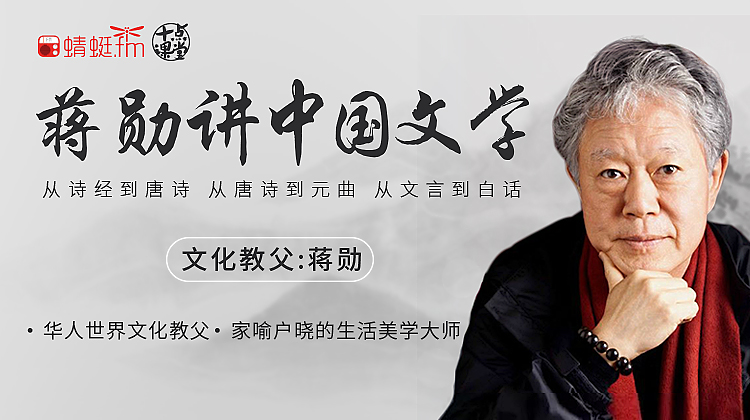 蜻蜓.fm 十点课堂
蒋勋讲中国文学
从诗经到唐诗 从唐诗到元曲 从文言到白话
文化教父:蒋勋
• 华人世界文化教父 • 家喻户晓的生活美学大师